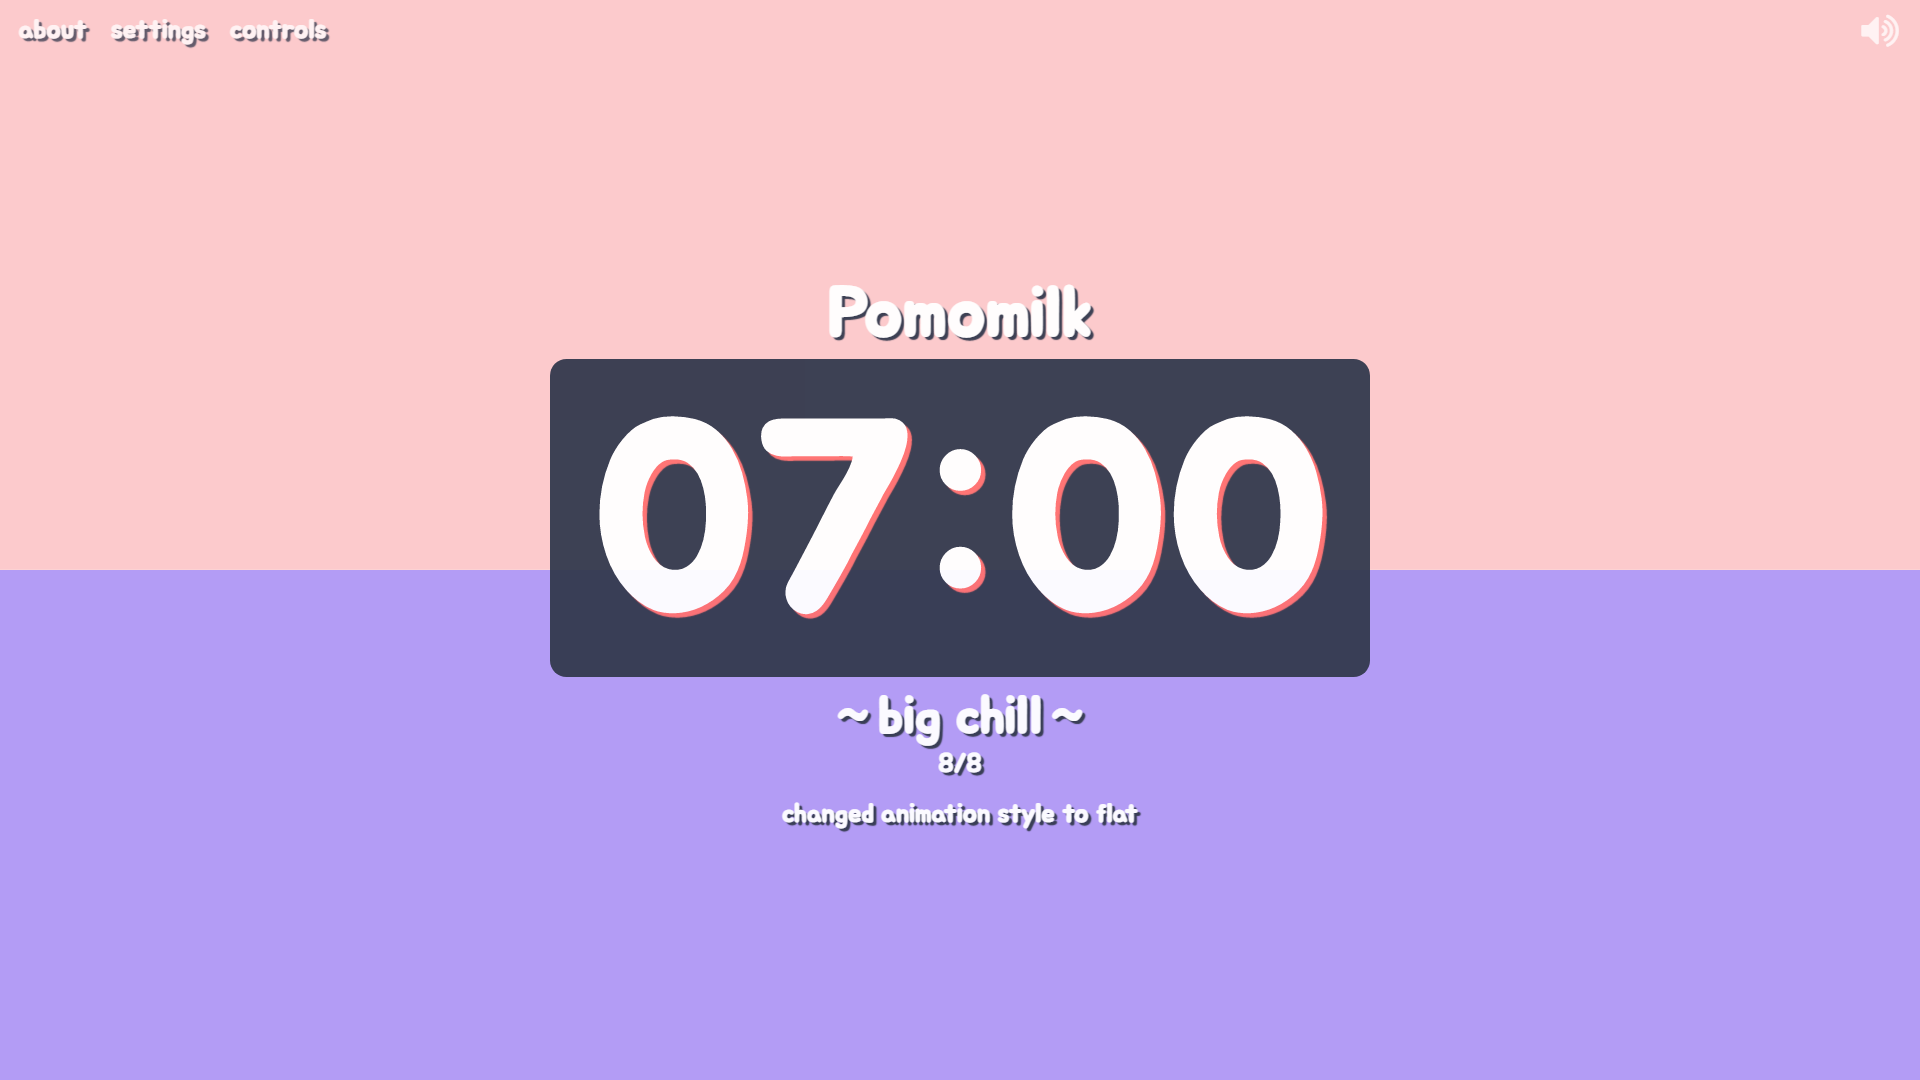 about settings controls
Pomomilk
07:00
~ big chill ~
8/8
changed animation style to flat